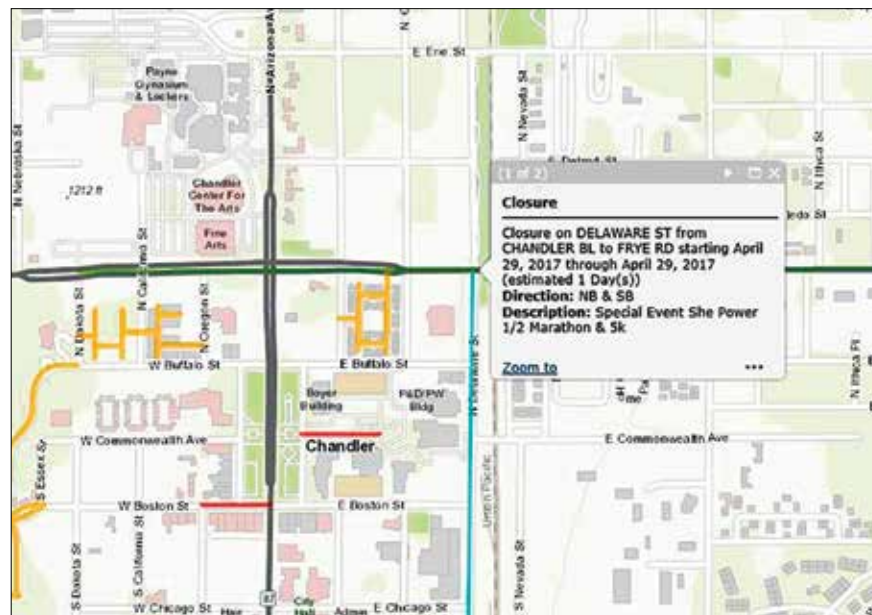 E Erie St
Payne
Gymnasium
& Lockers
N Nevada St
N Ithica St
N Nebraska St
1212 ft
E Detroit St
Chandler
Center For
The Arts
Fine
Arts
N California St
(1 of 2)
Closure
Closure on DELAWARE ST from
CHANDLER BL to FRYE RD starting April
29, 2017 through April 29, 2017
(estimated 1 Day(s))
Direction: NB & SB
Description: Special Event She Power
1/2 Marathon & 5k
Zoom to
N Dakota St
N Oregon St
W Buffalo St
E Buffalo St
N Delaware St
N Ithica Pl
Boyer
Building
F&D/PW
Bldg
W Commonwealth Ave
Chandler
E Commonwealth Ave
S Essex St
W Boston St
E Boston St
Union Pacific
S Dakota St
S California St
S Nevada St
W Chicago St
87
City
Hall
E Chicago St